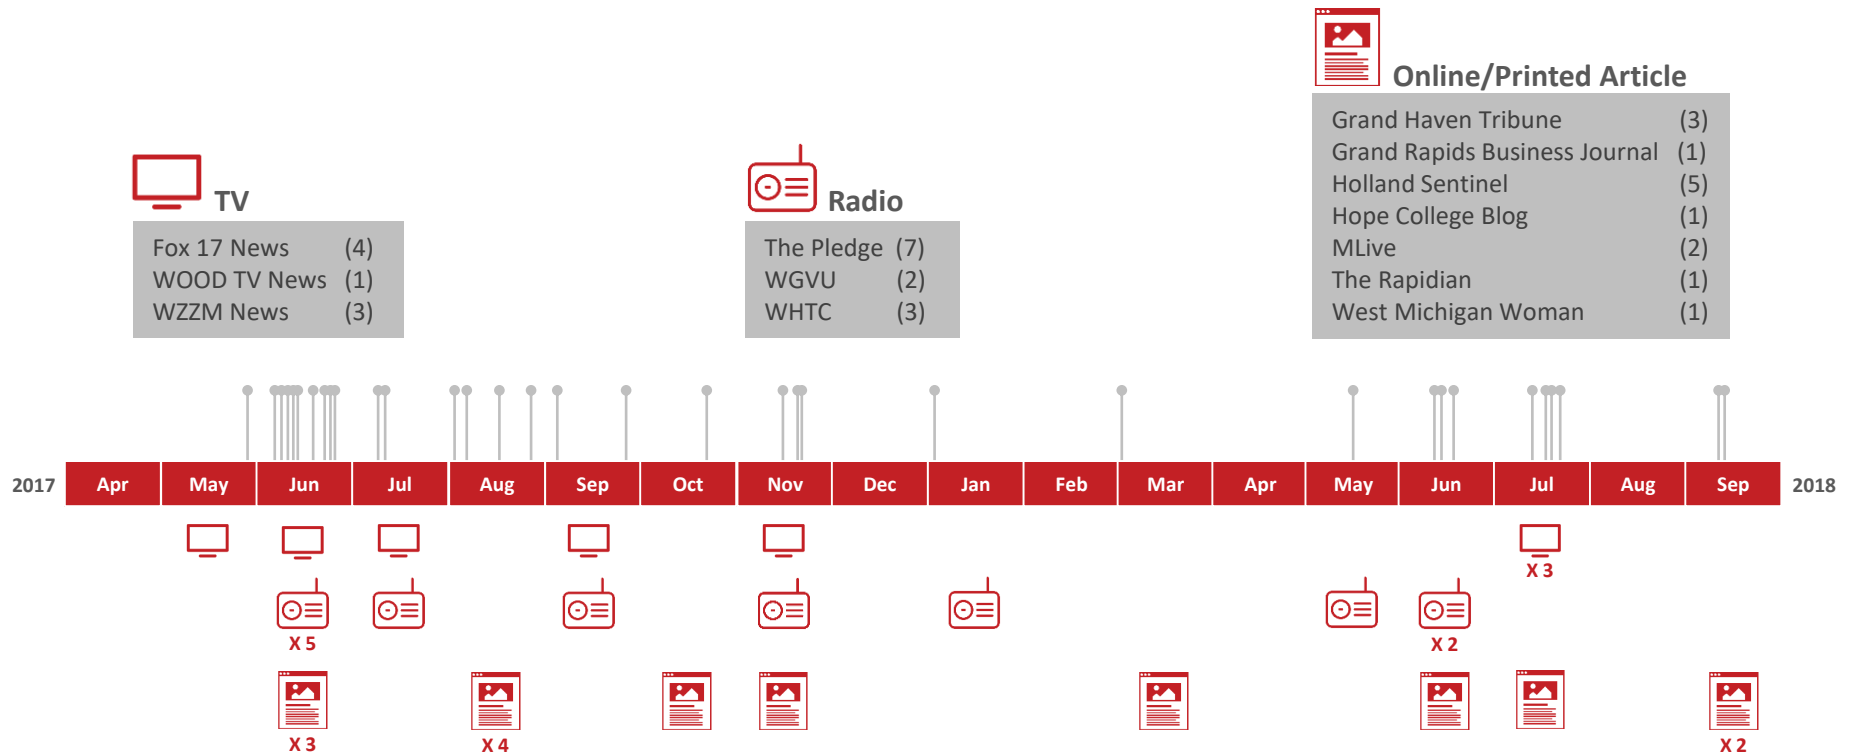 Online/Printed Article
Grand Haven Tribune (3)
Grand Rapids Business Journal (1)
Holland Sentinel (5)
Hope College Blog (1)
MLive (2)
The Rapidian (1)
West Michigan Woman (1)
TV
Fox 17 News (4)
WOOD TV News (1)
WZZM News (3)
Radio
The Pledge (7)
WGVU (2)
WHTC (3)
2017 Apr May Jun Jul Aug Sep Oct Nov Dec Jan Feb Mar Apr May Jun Jul Aug Sep 2018
X 3
X 5 X 2
X 3 X 4 X 2